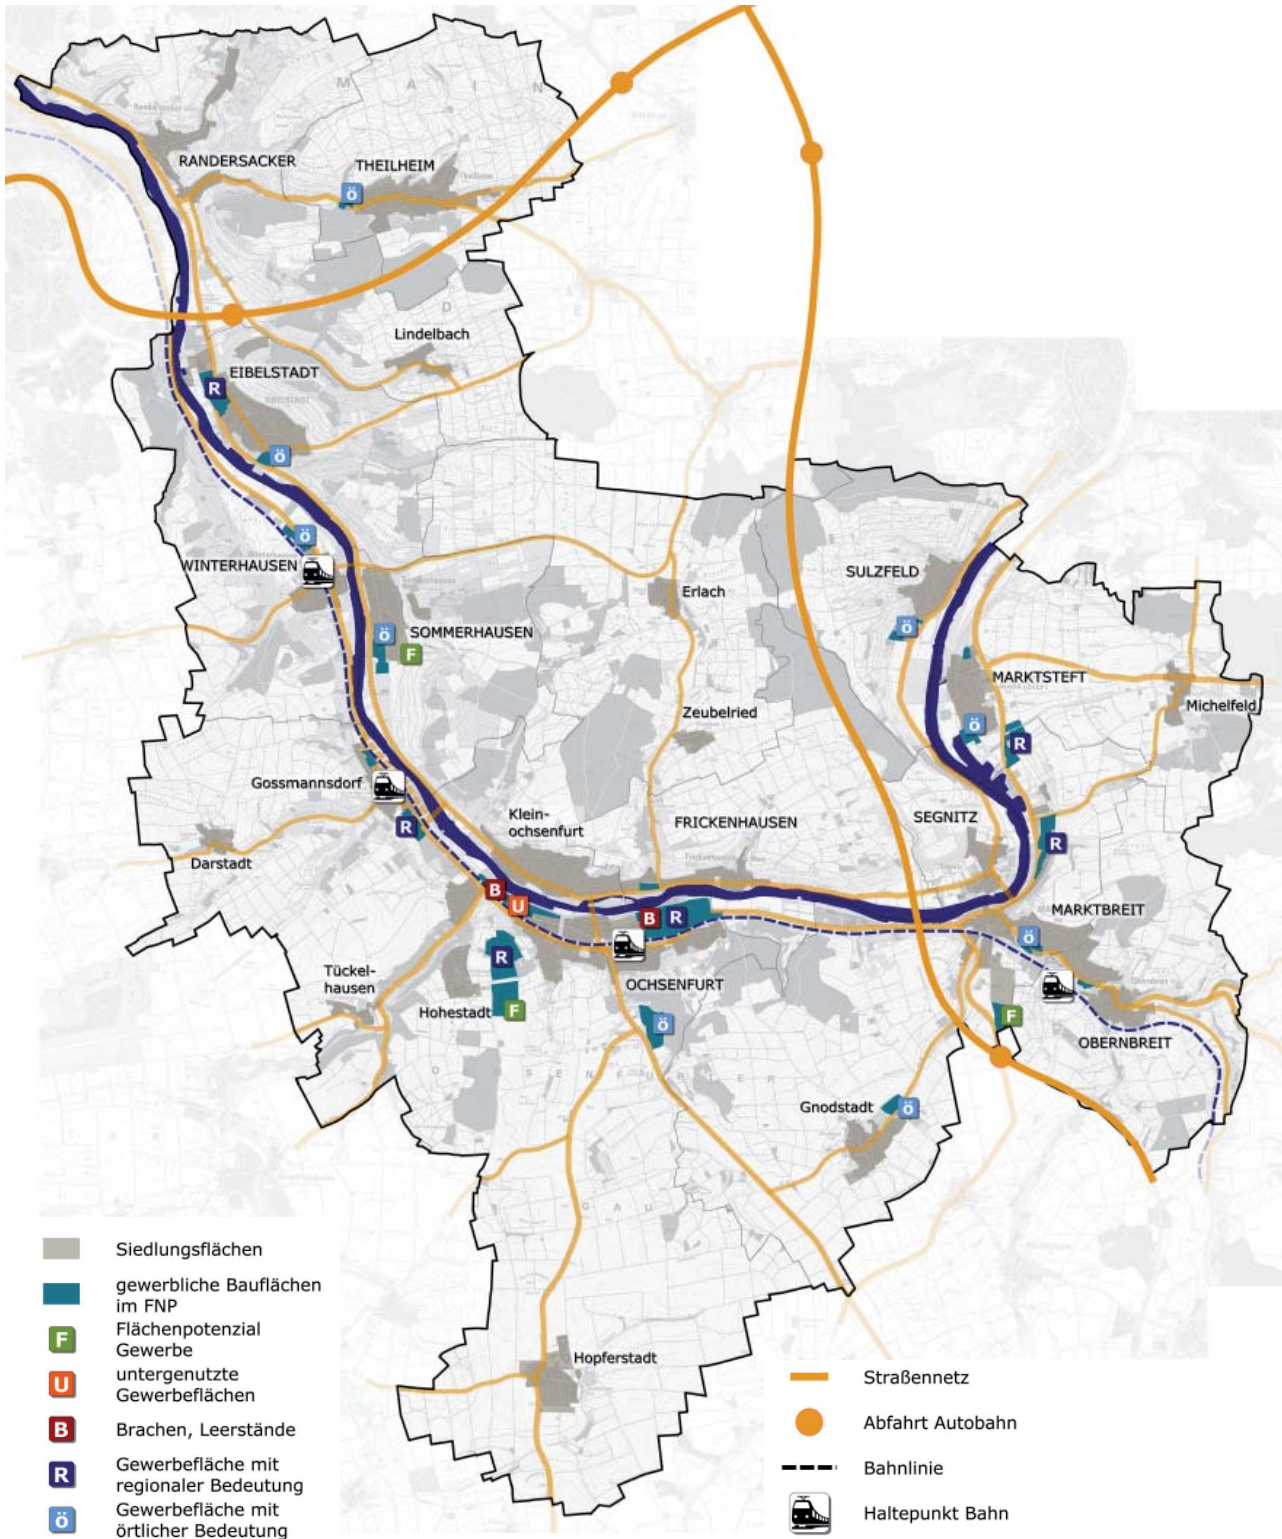 M A I N
RANDERSACKER
THEILHEIM
ö
D
E
Lindelbach
EIBELSTADT
R
ö
ö
WINTERHAUSEN
SULZFELD
Erlach
ö
SOMMERHAUSEN
ö
F
MARKTSTEFT
Michelfeld
Zeubelried
ö
R
Gossmannsdorf
Klein-
ochsenfurt
FRICKENHAUSEN
SEGNITZ
R
R
Darstadt
B
U
B
R
MARKTBREIT
ö
R
Tückel-
hausen
OCHSENFURT
Hohestadt
F
ö
F
OBERNBREIT
Gnodstadt
ö
G A U
Hopferstadt
Siedlungsflächen
gewerbliche Bauflächen
im FNP
F Flächenpotenzial
Gewerbe
U untergenutzte
Gewerbeflächen
B Brachen, Leerstände
R Gewerbefläche mit
regionaler Bedeutung
ö Gewerbefläche mit
örtlicher Bedeutung
Straßennetz
Abfahrt Autobahn
Bahnlinie
Haltepunkt Bahn